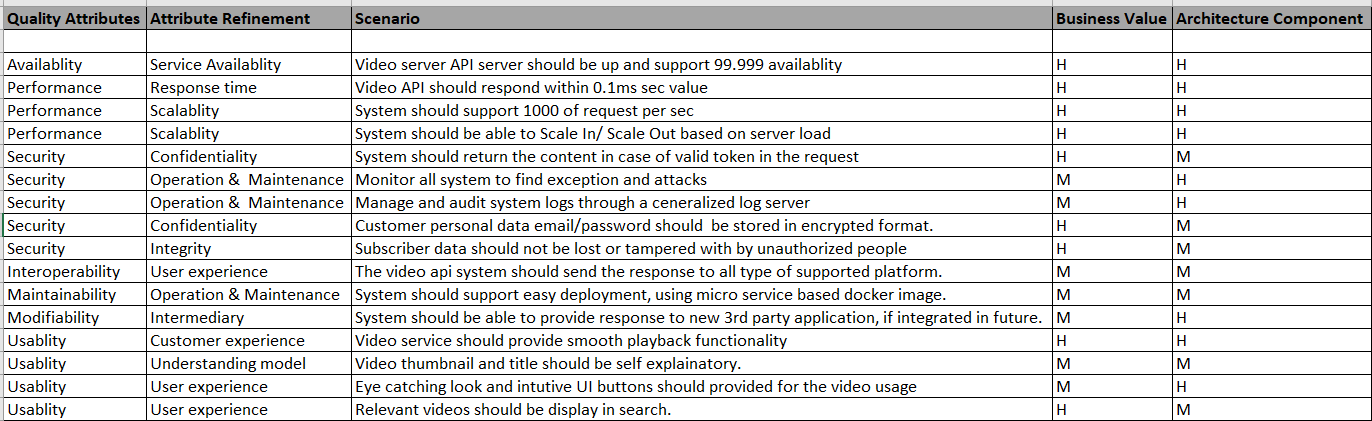 Quality Attributes Attribute Refinement Scenario Business Value Architecture Component
Availablity Service Availablity Video server API server should be up and support 99.999 availablity H H
Performance Response time Video API should respond within 0.1ms sec value H H
Performance Scalablity System should support 1000 of request per sec H H
Performance Scalablity System should be able to Scale In/ Scale Out based on server load H H
Security Confidentiality System should return the content in case of valid token in the request H M
Security Operation &  Maintenance Monitor all system to find exception and attacks M H
Security Operation &  Maintenance Manage and audit system logs through a ceneralized log server M H
Security Confidentiality Customer personal data email/password should  be stored in encrypted format. H M
Security Integrity Subscriber data should not be lost or tampered with by unauthorized people H M
Interoperability User experience The video api system should send the response to all type of supported platform. M M
Maintainability Operation & Maintenance System should support easy deployment, using micro service based docker image. M M
Modifiability Intermediary System should be able to provide response to new 3rd party application, if integrated in future. M H
Usablity Customer experience Video service should provide smooth playback functionality H H
Usablity Understanding model Video thumbnail and title should be self explainatory. M M
Usablity User experience Eye catching look and intutive UI buttons should provided for the video usage M H
Usablity User experience Relevant videos should be display in search. H M